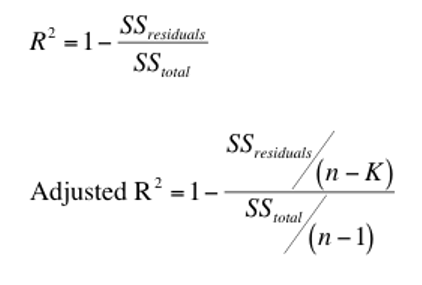 R² = 1 − SS_residuals / SS_total
Adjusted R² = 1 − (SS_residuals / (n − K)) / (SS_total / (n − 1))